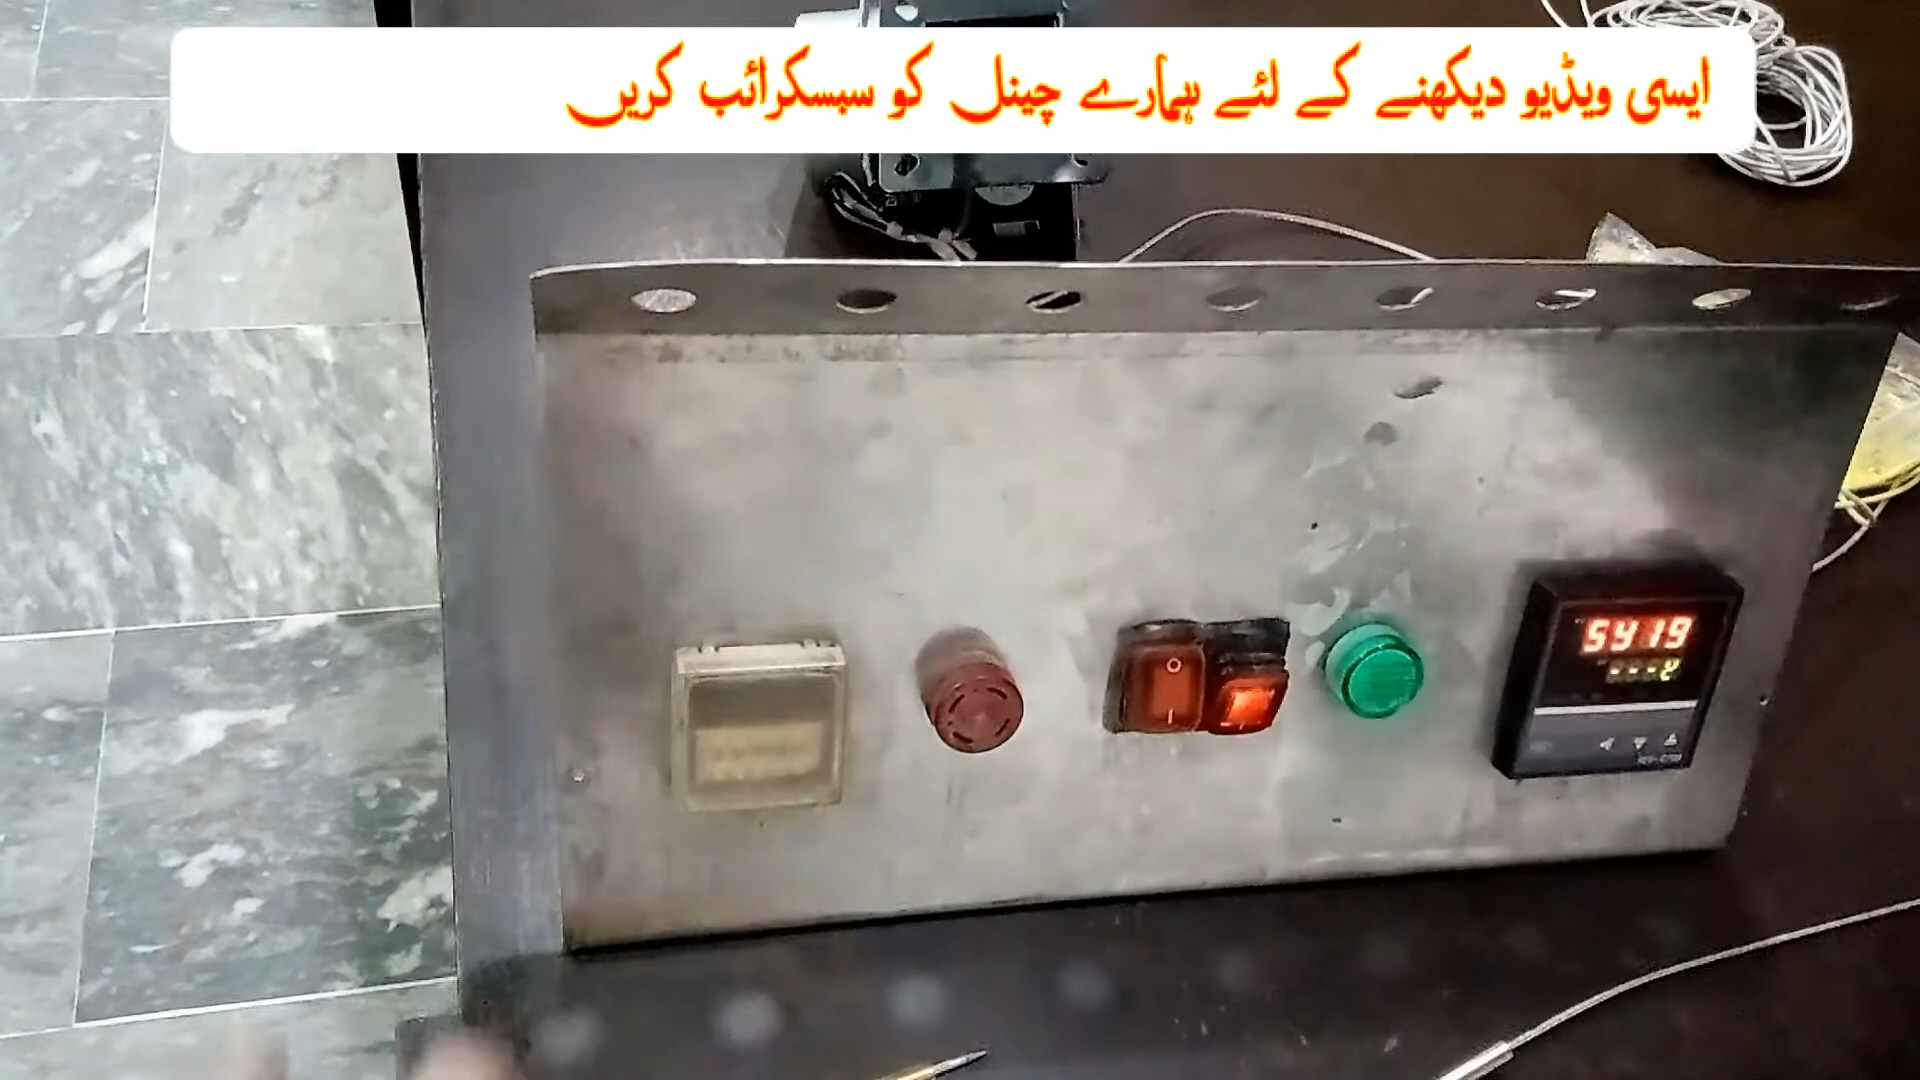 ایسی ویڈیو دیکھنے کے لئے ہمارے چینل کو سبسکرائب کریں
SY19